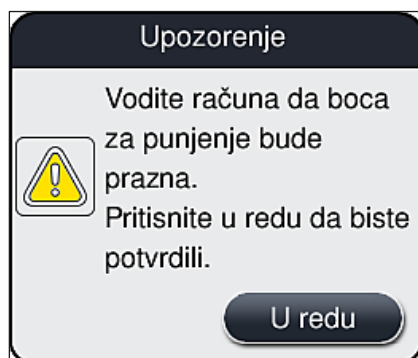 Upozorenje
Vodite računa da boca
za punjenje bude
prazna.
Pritisnite u redu da biste
potvrdili.
U redu